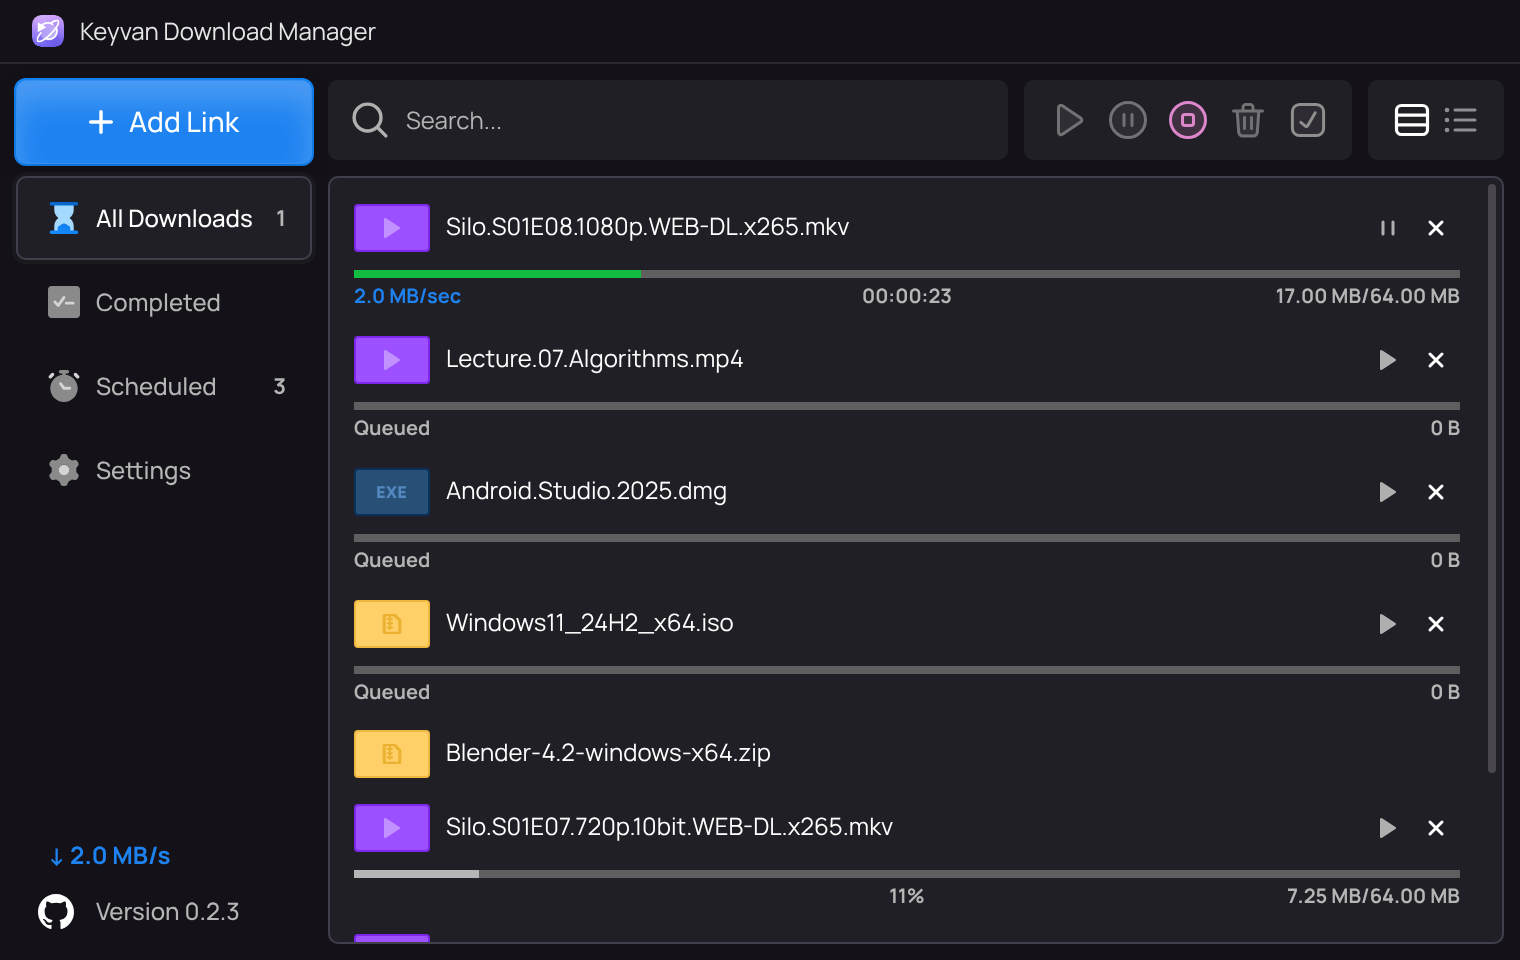 Keyvan Download Manager
Add Link
Search...
All Downloads 1
Completed
Scheduled 3
Settings
↓ 2.0 MB/s
Version 0.2.3
Silo.S01E08.1080p.WEB-DL.x265.mkv
2.0 MB/sec 00:00:23 17.00 MB/64.00 MB
Lecture.07.Algorithms.mp4
Queued 0 B
EXE Android.Studio.2025.dmg
Queued 0 B
Windows11_24H2_x64.iso
Queued 0 B
Blender-4.2-windows-x64.zip
Silo.S01E07.720p.10bit.WEB-DL.x265.mkv
11% 7.25 MB/64.00 MB